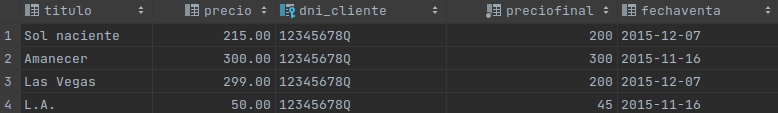 titulo precio dni_cliente preciofinal fechaventa
1 Sol naciente 215.00 12345678Q 200 2015-12-07
2 Amanecer 300.00 12345678Q 300 2015-11-16
3 Las Vegas 299.00 12345678Q 200 2015-12-07
4 L.A. 50.00 12345678Q 45 2015-11-16